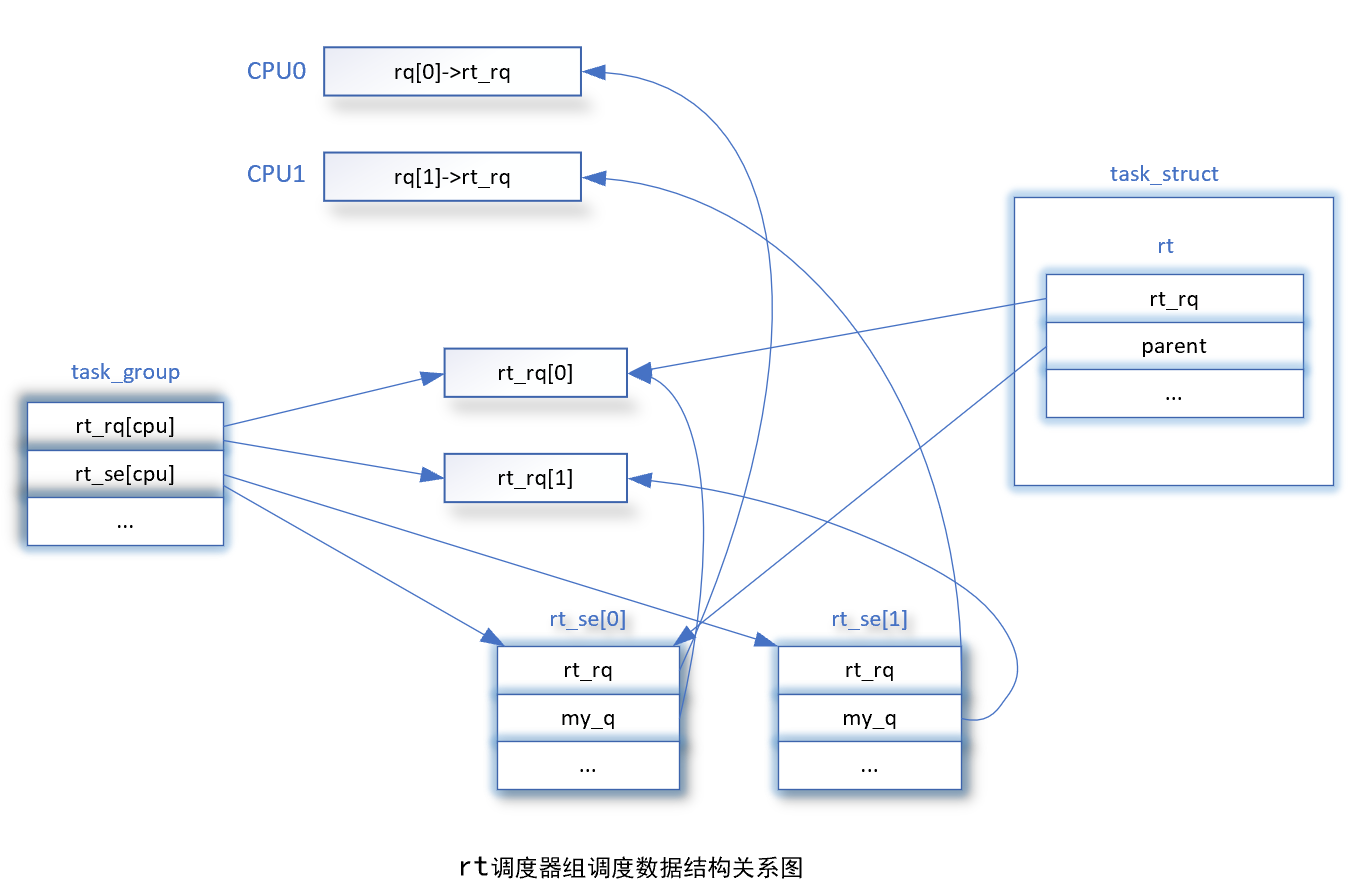 CPU0
rq[0]->rt_rq
CPU1
rq[1]->rt_rq
task_struct
rt
rt_rq
parent
...
task_group
rt_rq[cpu]
rt_se[cpu]
...
rt_rq[0]
rt_rq[1]
rt_se[0]
rt_rq
my_q
...
rt_se[1]
rt_rq
my_q
...
rt调度器组调度数据结构关系图